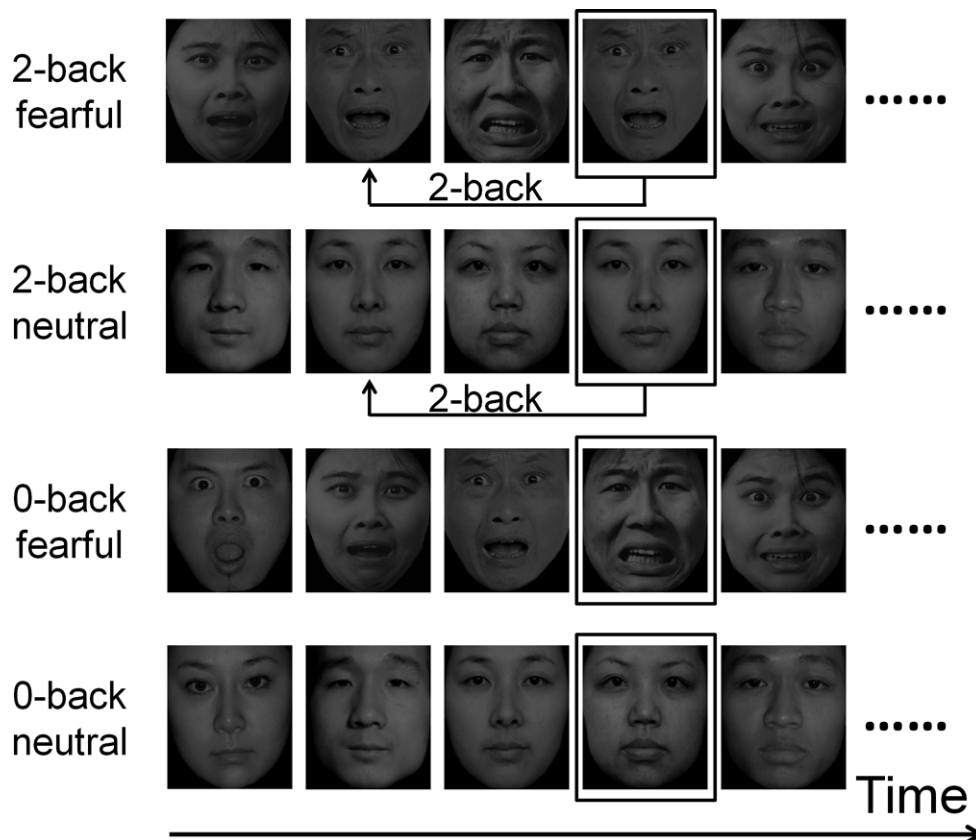 2-back
fearful
......
2-back
2-back
neutral
......
2-back
0-back
fearful
......
0-back
neutral
......
Time